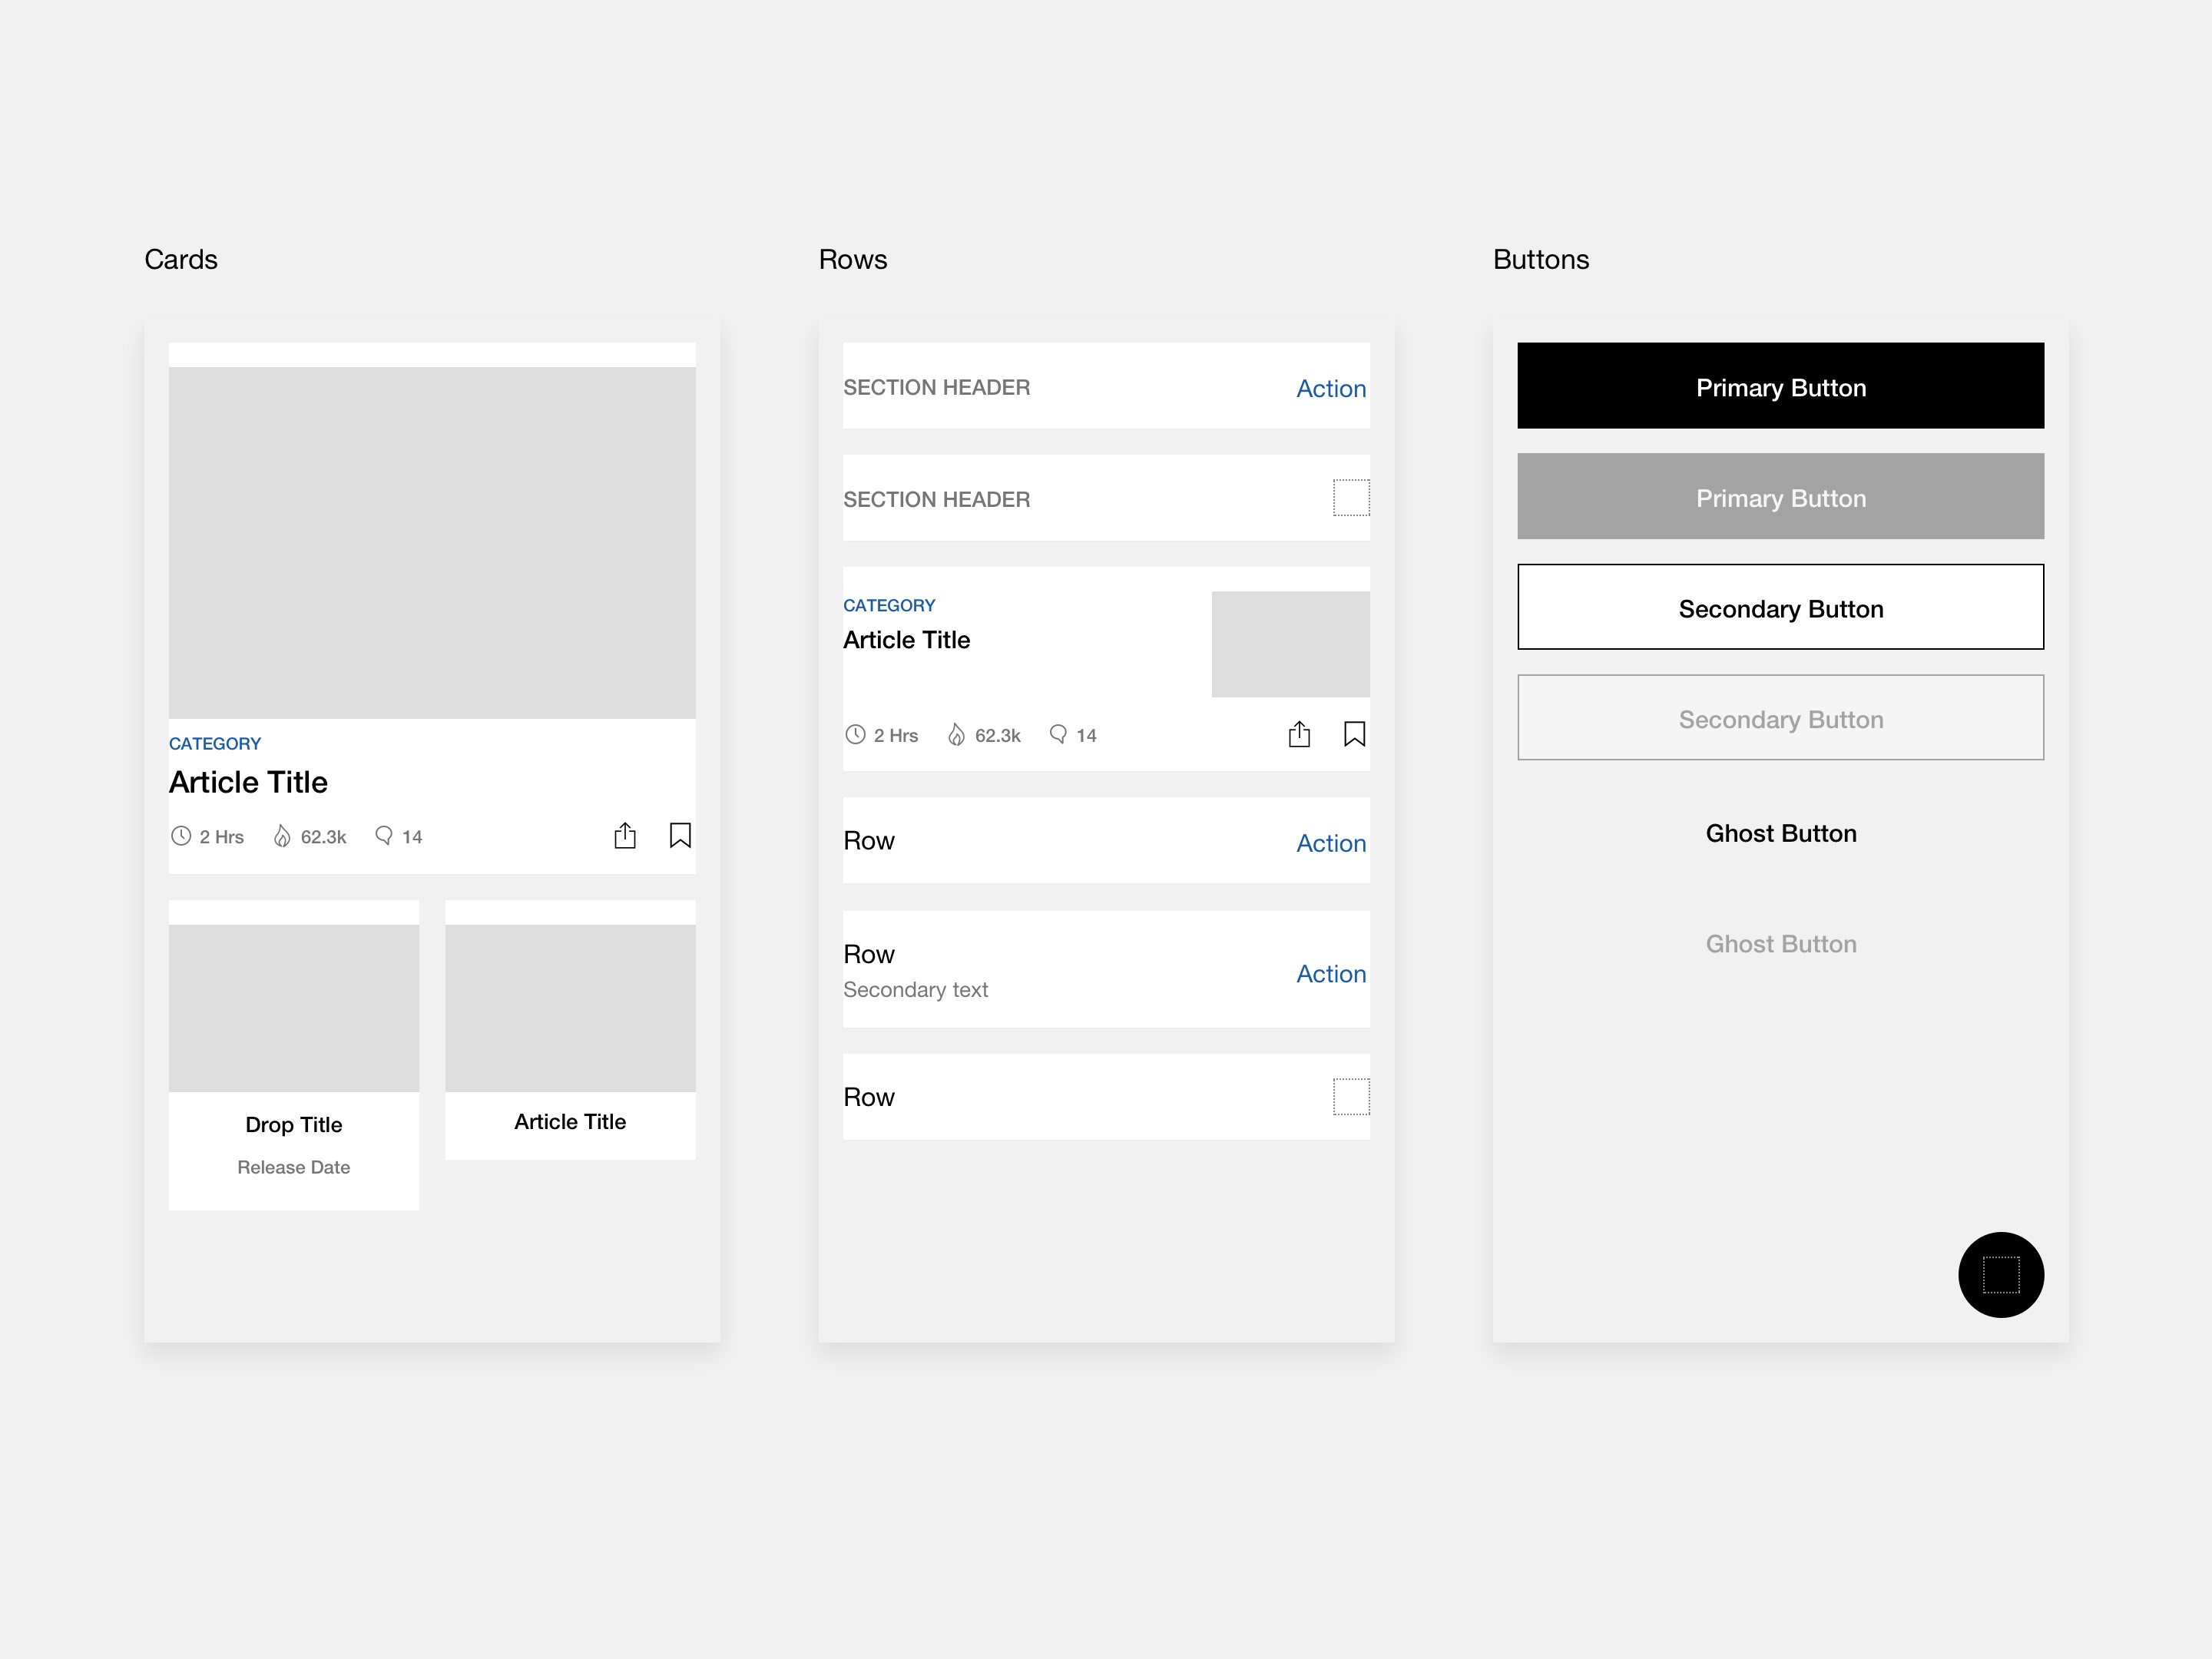 Cards
CATEGORY
Article Title
2 Hrs 62.3k 14
Drop Title
Release Date
Article Title
Rows
SECTION HEADER Action
SECTION HEADER
CATEGORY
Article Title
2 Hrs 62.3k 14
Row Action
Row
Secondary text
Action
Row
Buttons
Primary Button
Primary Button
Secondary Button
Secondary Button
Ghost Button
Ghost Button